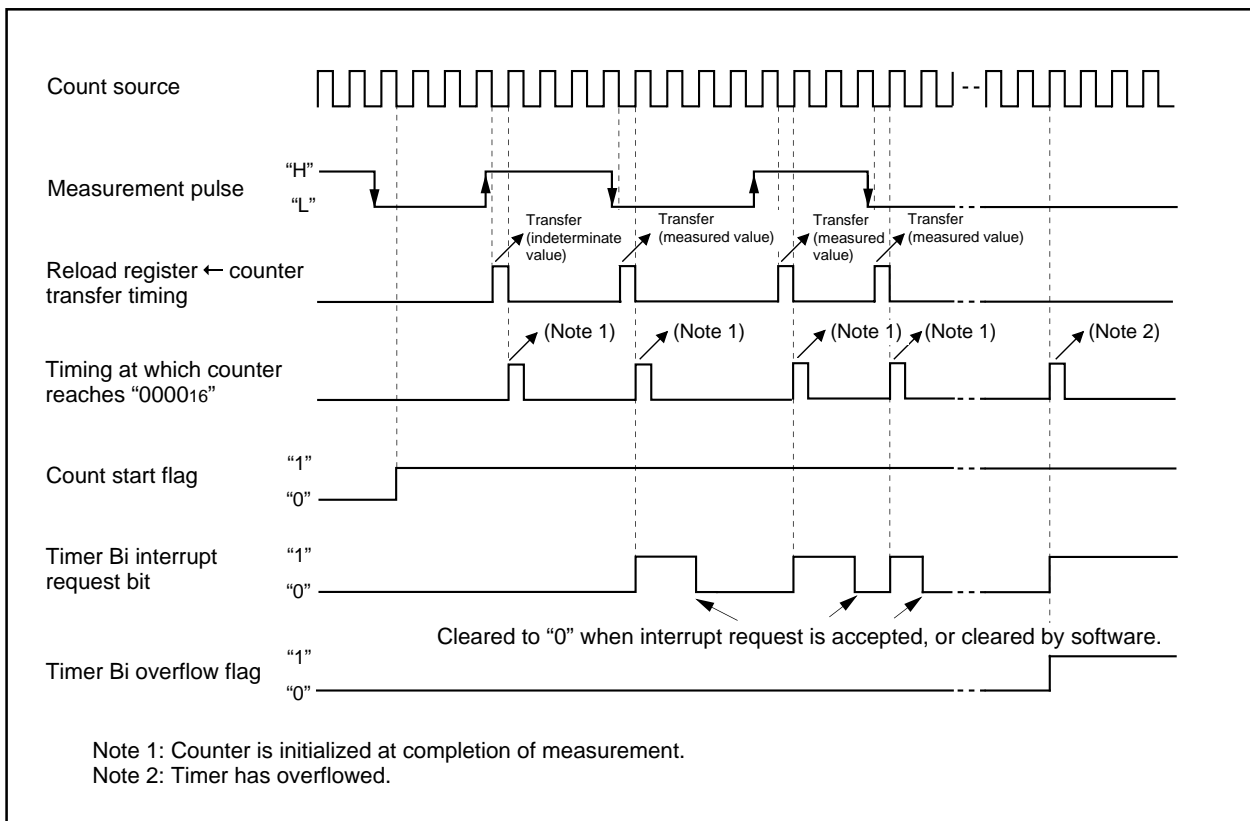 Count source
“H”
Measurement pulse
“L”
Transfer
(indeterminate
value)
Transfer
(measured value)
Transfer
(measured
value)
Transfer
(measured value)
Reload register ← counter
transfer timing
(Note 1)
(Note 1)
(Note 1)
(Note 1)
(Note 2)
Timing at which counter
reaches “000016”
“1”
Count start flag
“0”
Timer Bi interrupt
request bit
“1”
“0”
Cleared to “0” when interrupt request is accepted, or cleared by software.
“1”
Timer Bi overflow flag
“0”
Note 1: Counter is initialized at completion of measurement.
Note 2: Timer has overflowed.